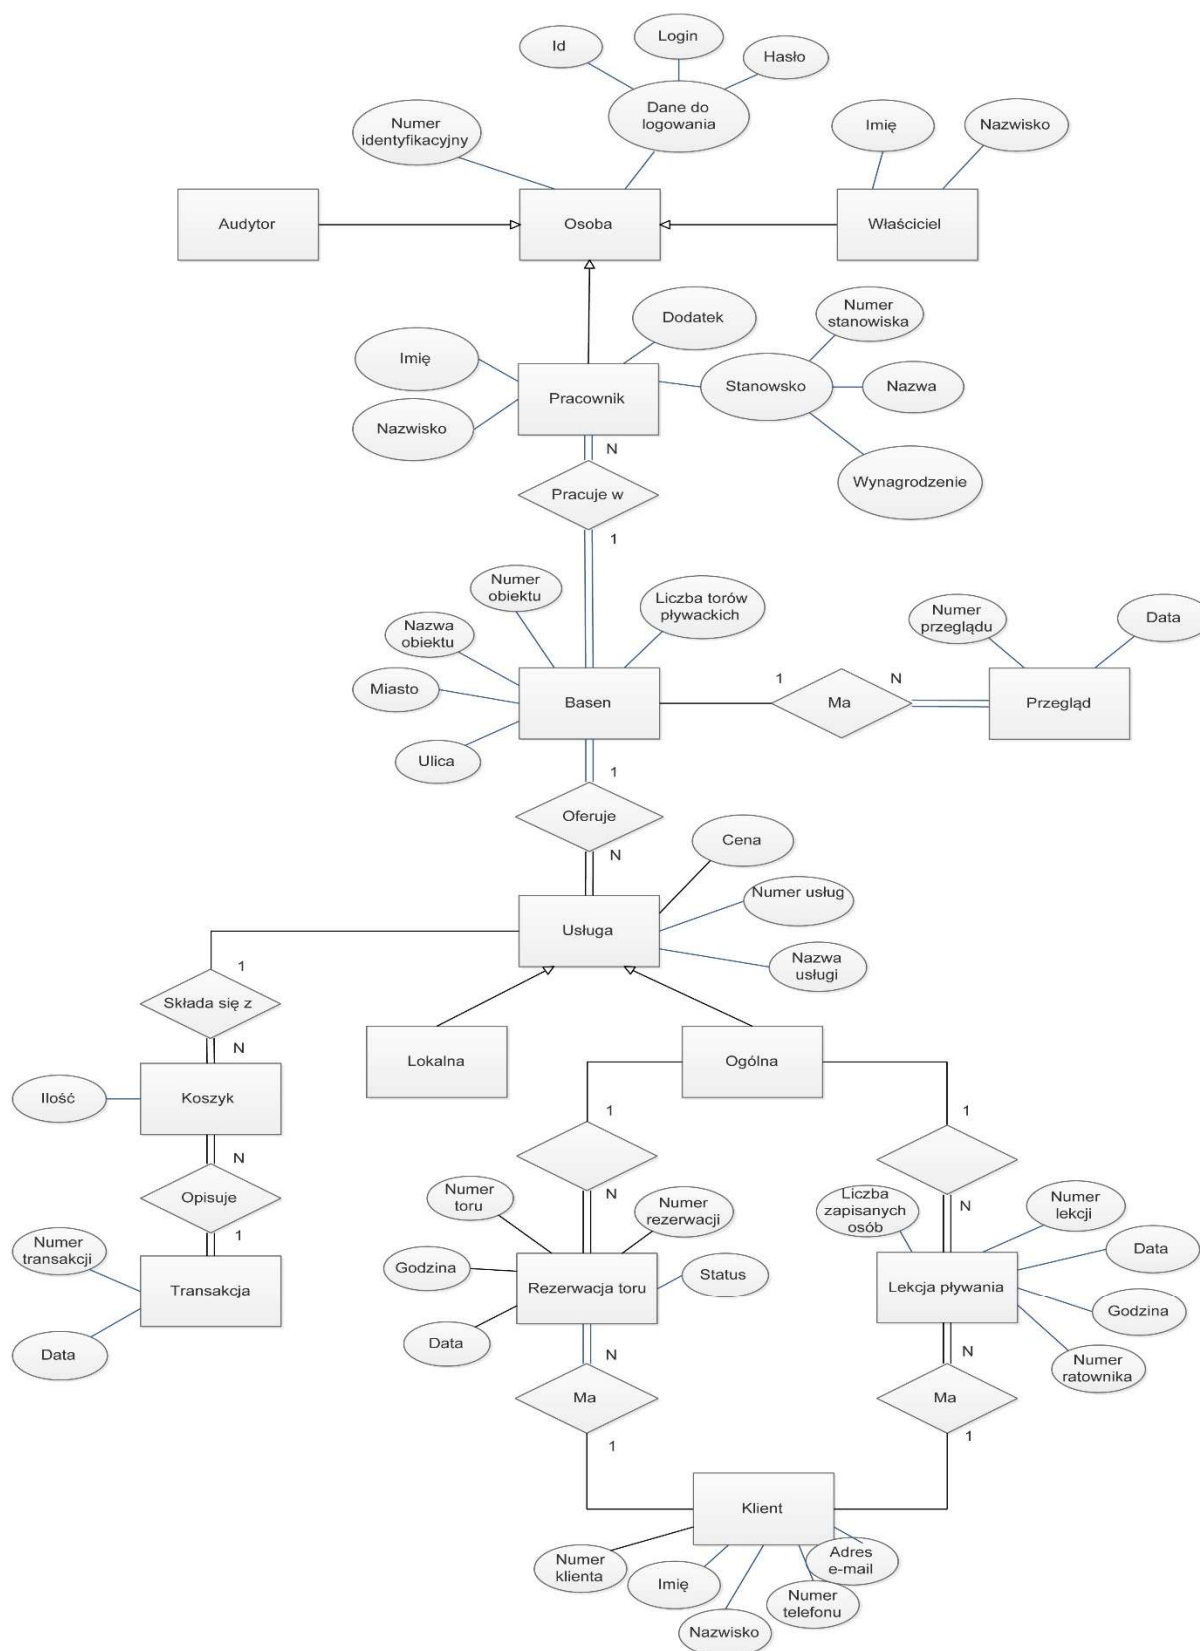 Id
Login
Hasło
Dane do
logowania
Numer
identyfikacyjny
Imię
Nazwisko
Audytor
Osoba
Właściciel
Dodatek
Numer
stanowiska
Imię
Stanowsko
Nazwa
Pracownik
Nazwisko
Wynagrodzenie
N
Pracuje w
1
Numer
obiektu
Liczba torów
pływackich
Nazwa
obiektu
Numer
przeglądu
Data
Miasto
Basen
1
Ma
N
Przegląd
Ulica
1
Oferuje
N
Cena
Numer usług
Usługa
Nazwa
usługi
1
Składa się z
N
Lokalna
Ogólna
Ilość
Koszyk
1
1
N
Opisuje
1
N
N
Numer
toru
Numer
rezerwacji
Liczba
zapisanych
osób
Numer
lekcji
Numer
transakcji
Data
Godzina
Status
Transakcja
Rezerwacja toru
Lekcja pływania
Godzina
Data
Data
N
N
Numer
ratownika
Ma
Ma
1
1
Klient
Numer
klienta
Imię
Nazwisko
Numer
telefonu
Adres
e-mail